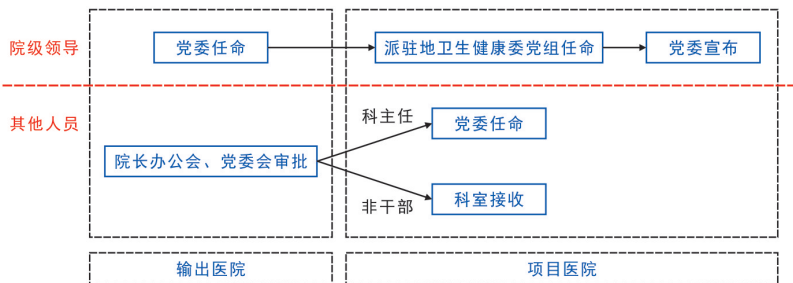 院级领导
党委任命
派驻地卫生健康委党组任命
党委宣布
其他人员
科主任
党委任命
院长办公会、党委会审批
非干部
科室接收
输出医院
项目医院